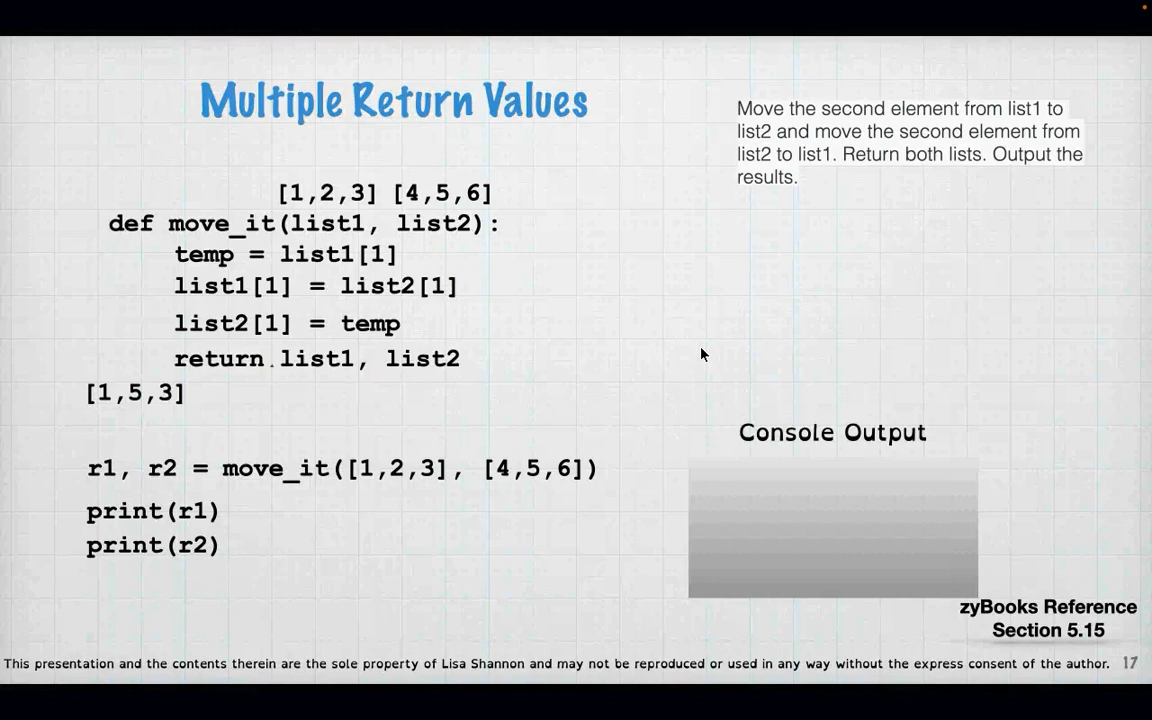 Multiple Return Values
Move the second element from list1 to
list2 and move the second element from
list2 to list1. Return both lists. Output the
results.
[1,2,3] [4,5,6]
def move_it(list1, list2):
temp = list1[1]
list1[1] = list2[1]
list2[1] = temp
return list1, list2
[1,5,3]
r1, r2 = move_it([1,2,3], [4,5,6])
print(r1)
print(r2)
Console Output
zyBooks Reference
Section 5.15
This presentation and the contents therein are the sole property of Lisa Shannon and may not be reproduced or used in any way without the express consent of the author. 17